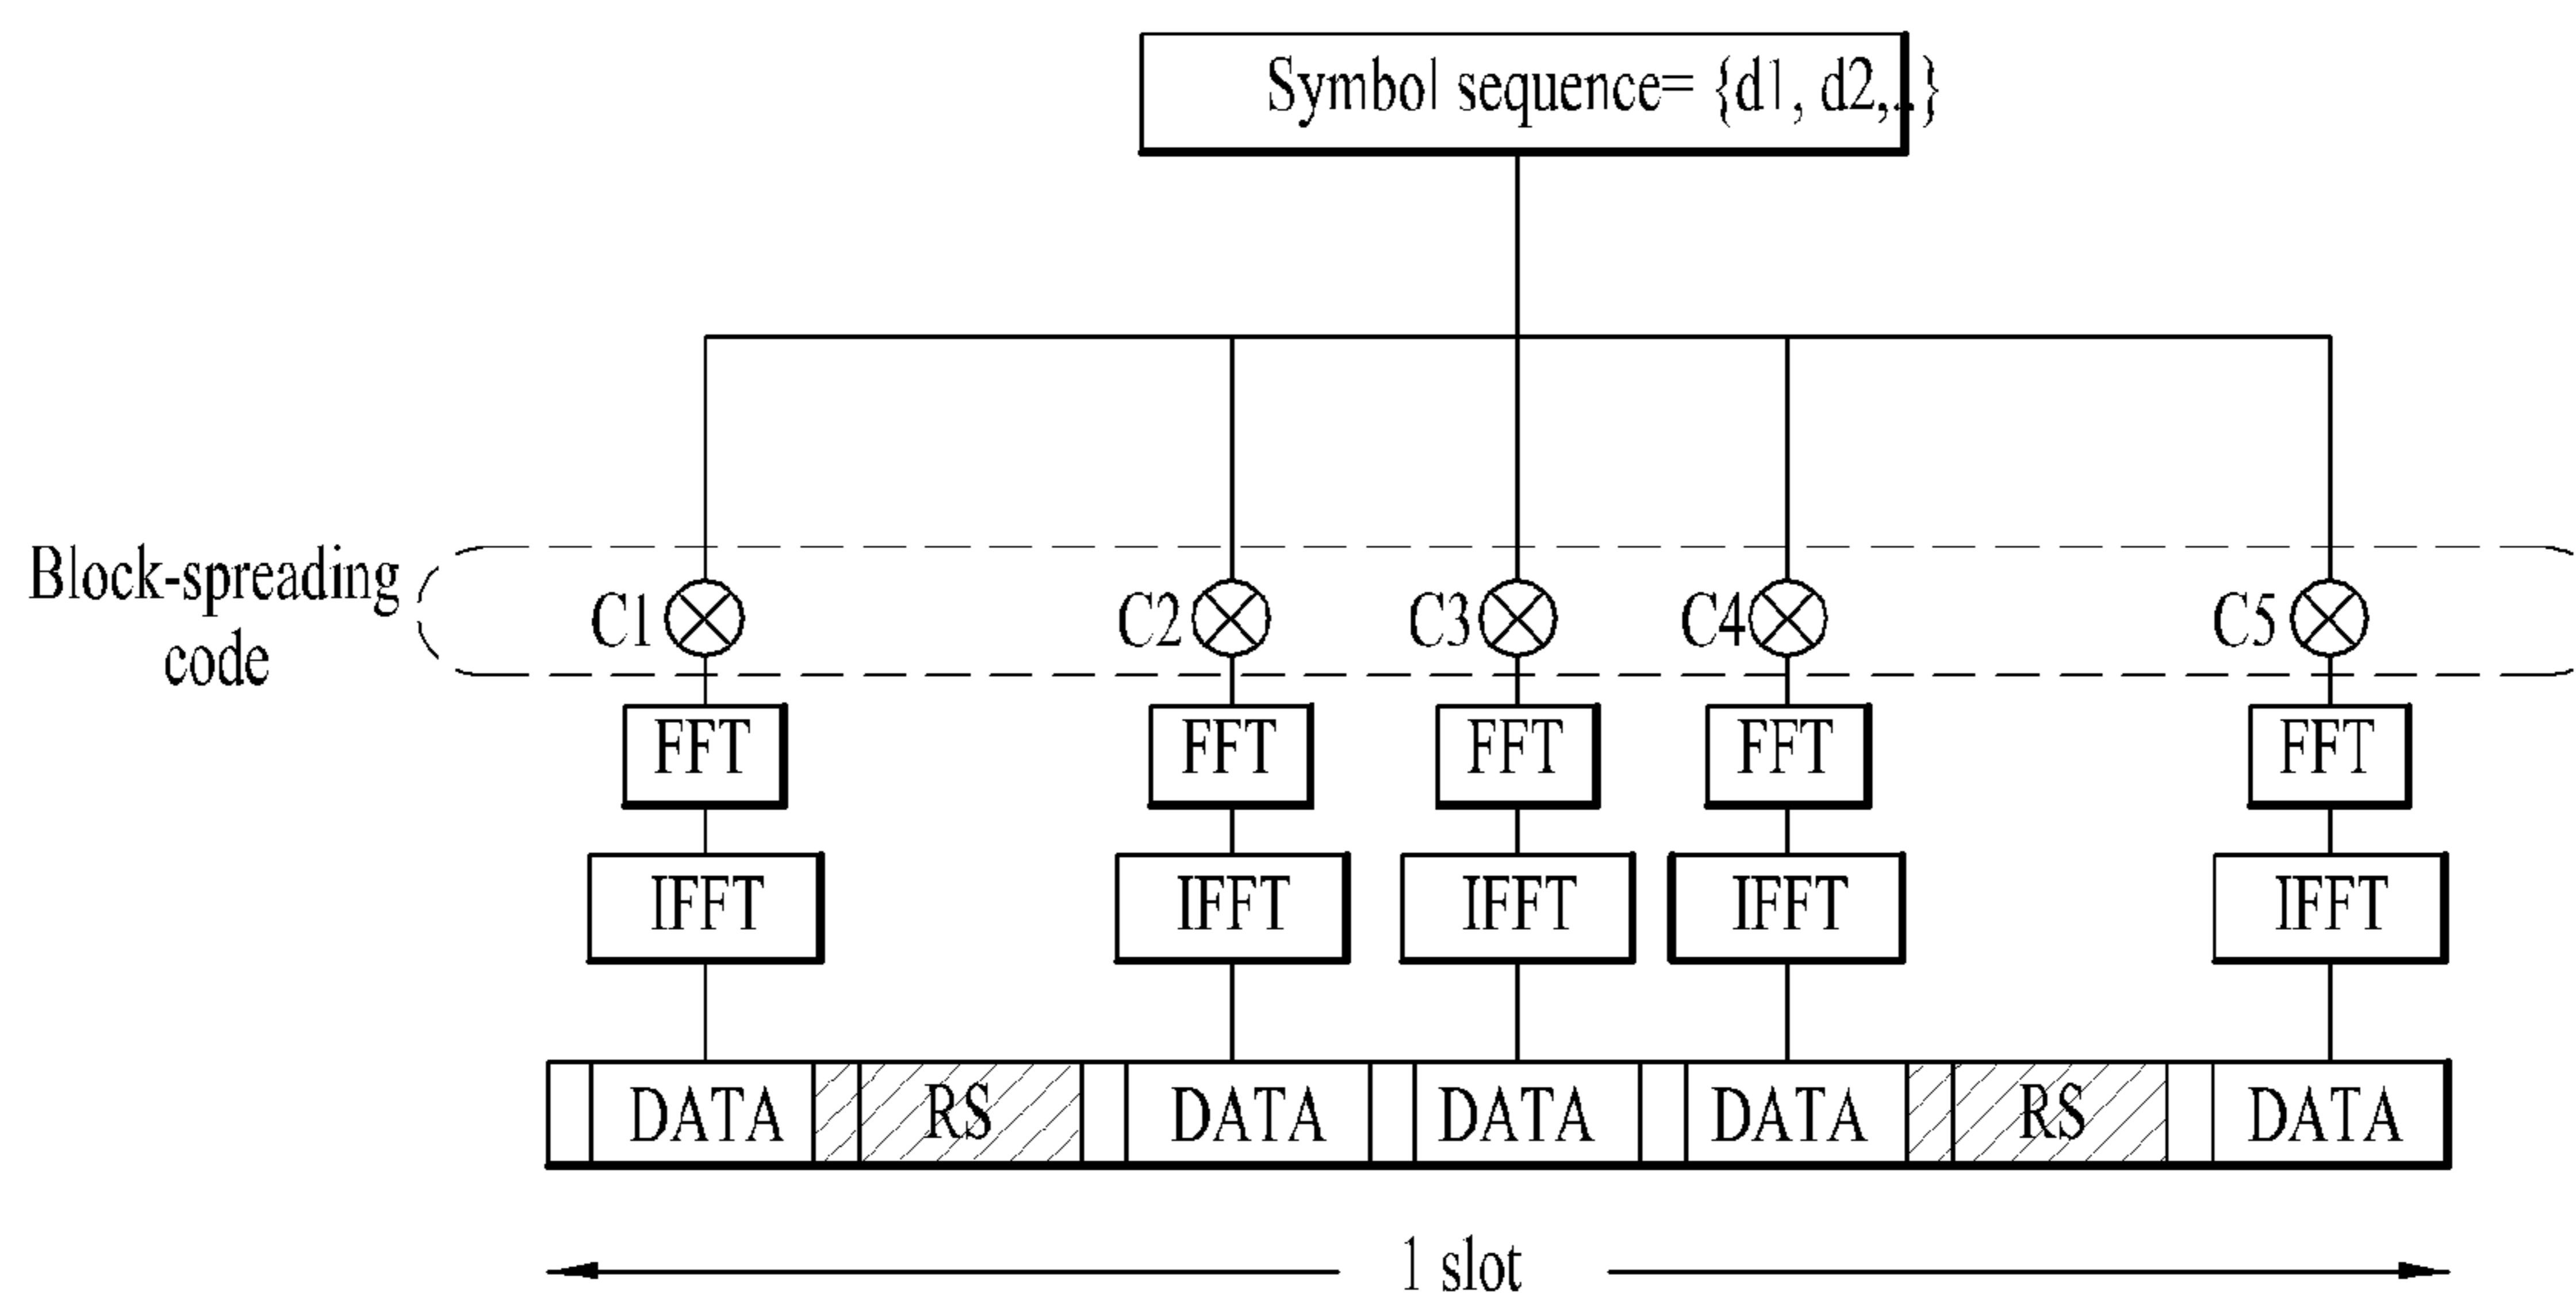 Symbol sequence= {d1, d2,..}
Block-spreading
code
C1 C2 C3 C4 C5
FFT FFT FFT FFT FFT
IFFT IFFT IFFT IFFT IFFT
DATA RS DATA DATA DATA RS DATA
1 slot